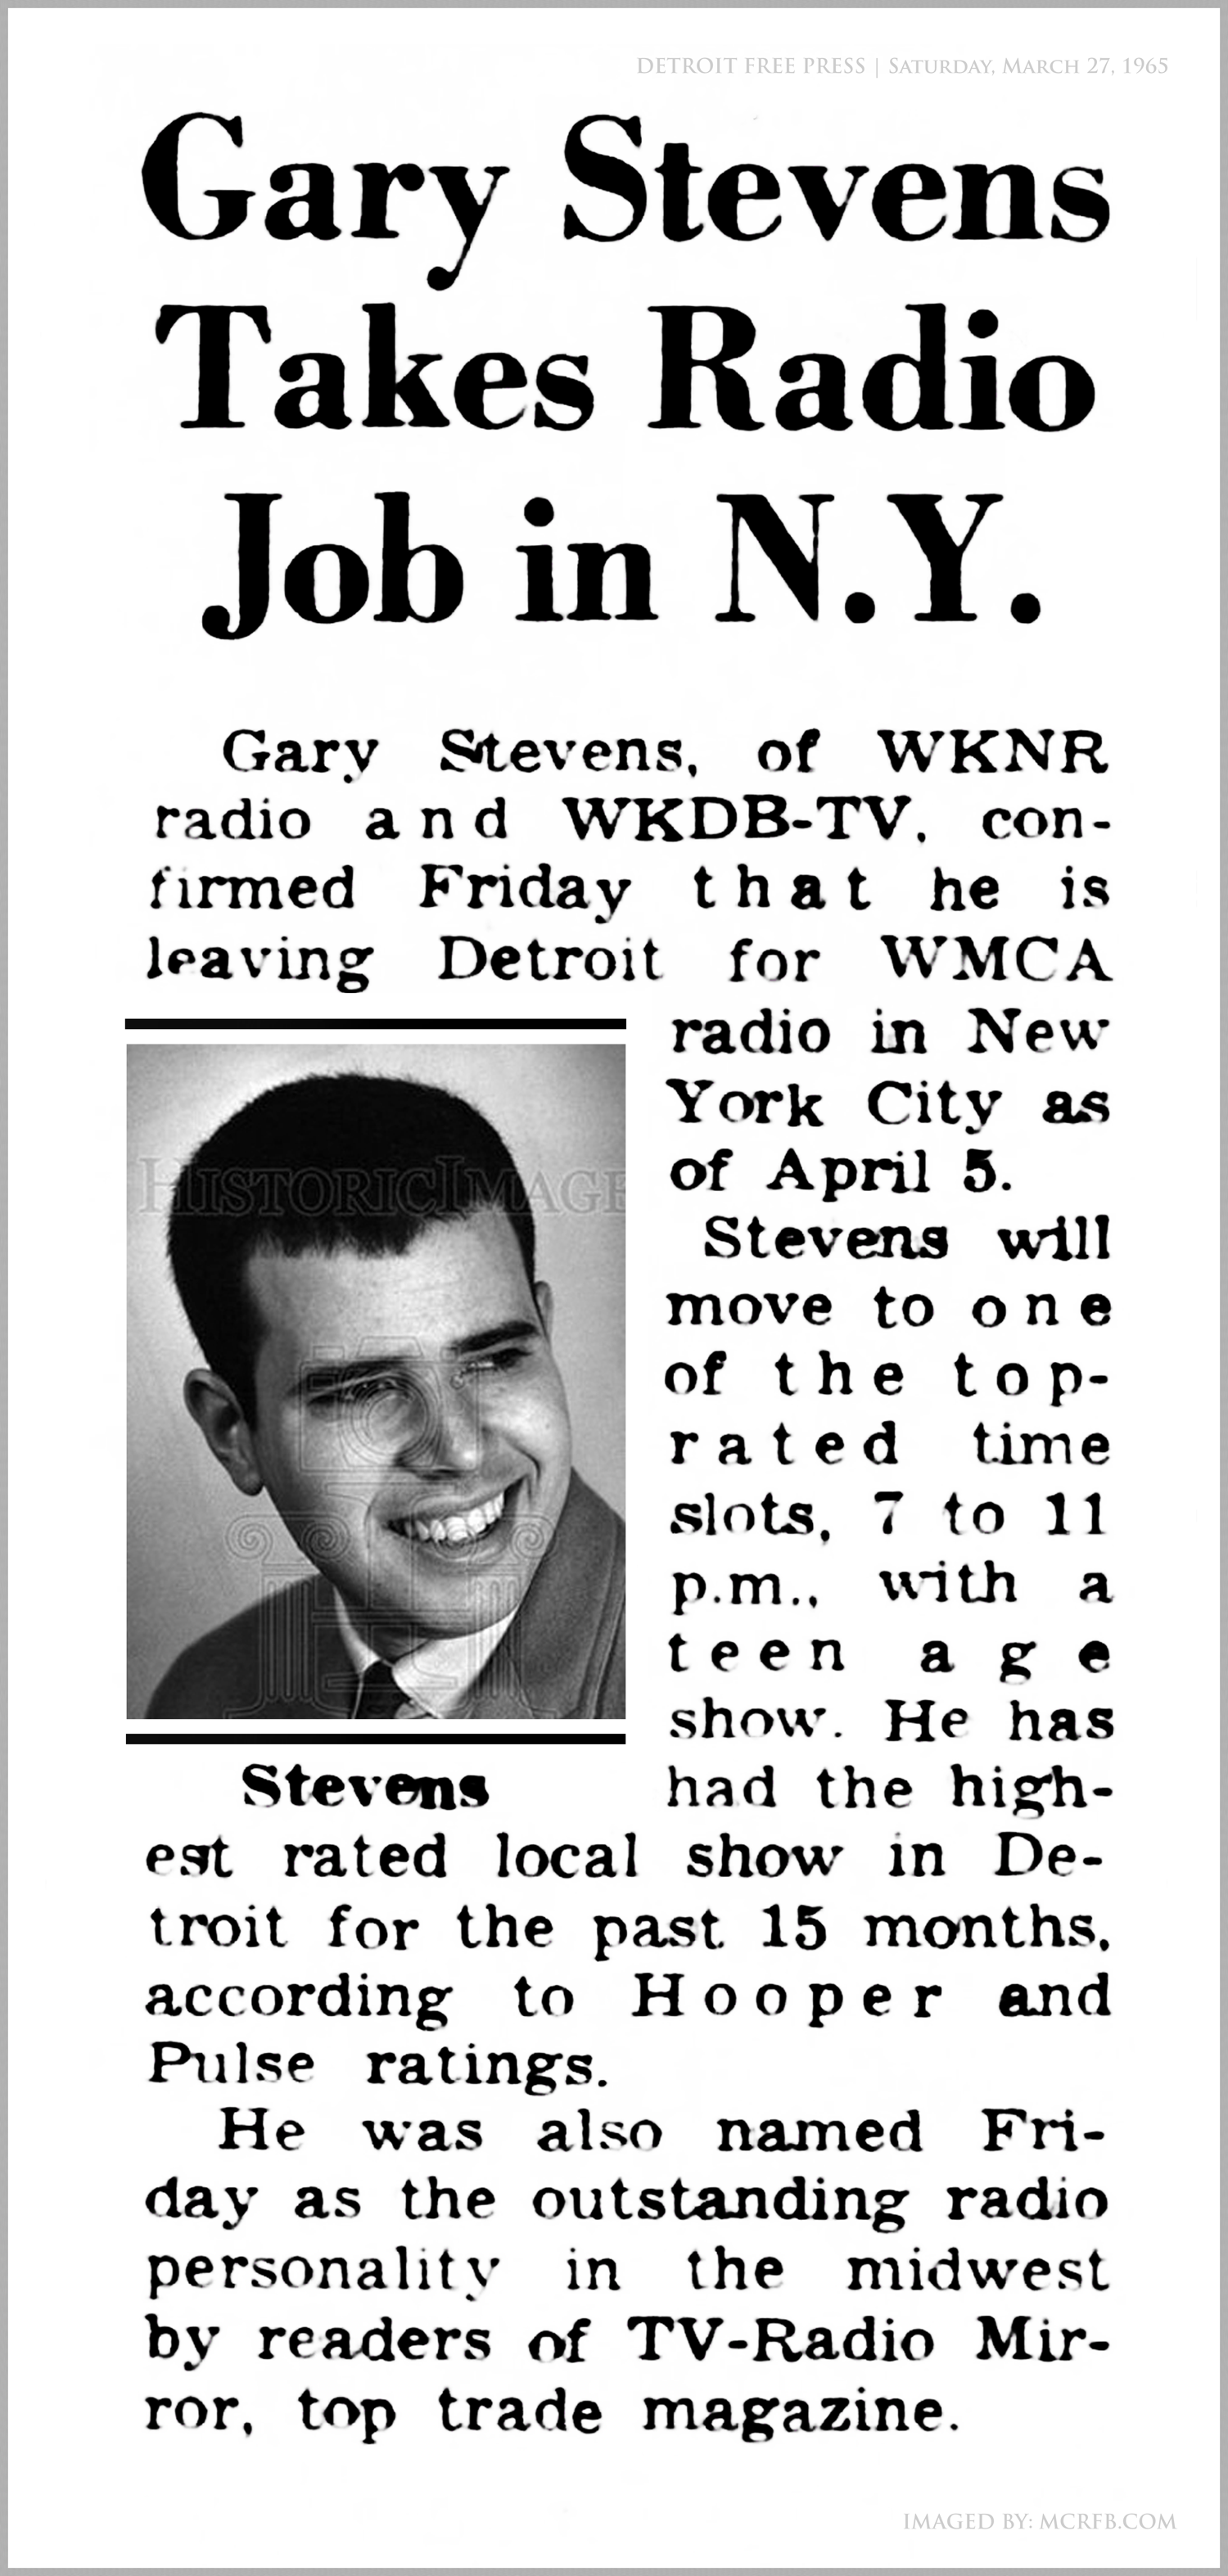 DETROIT FREE PRESS | SATURDAY, MARCH 27, 1965
Gary Stevens
Takes Radio
Job in N.Y.
Gary Stevens, of WKNR
radio and WKDB-TV, con-
firmed Friday that he is
leaving Detroit for WMCA
radio in New
York City as
of April 5.
Stevens will
move to one
of the top-
rated time
slots, 7 to 11
p.m., with a
teen age
show. He has
had the high-
HISTORICIMAGE
Stevens
est rated local show in De-
troit for the past 15 months,
according to Hooper and
Pulse ratings.
He was also named Fri-
day as the outstanding radio
personality in the midwest
by readers of TV-Radio Mir-
ror, top trade magazine.
IMAGED BY: MCRFB.COM